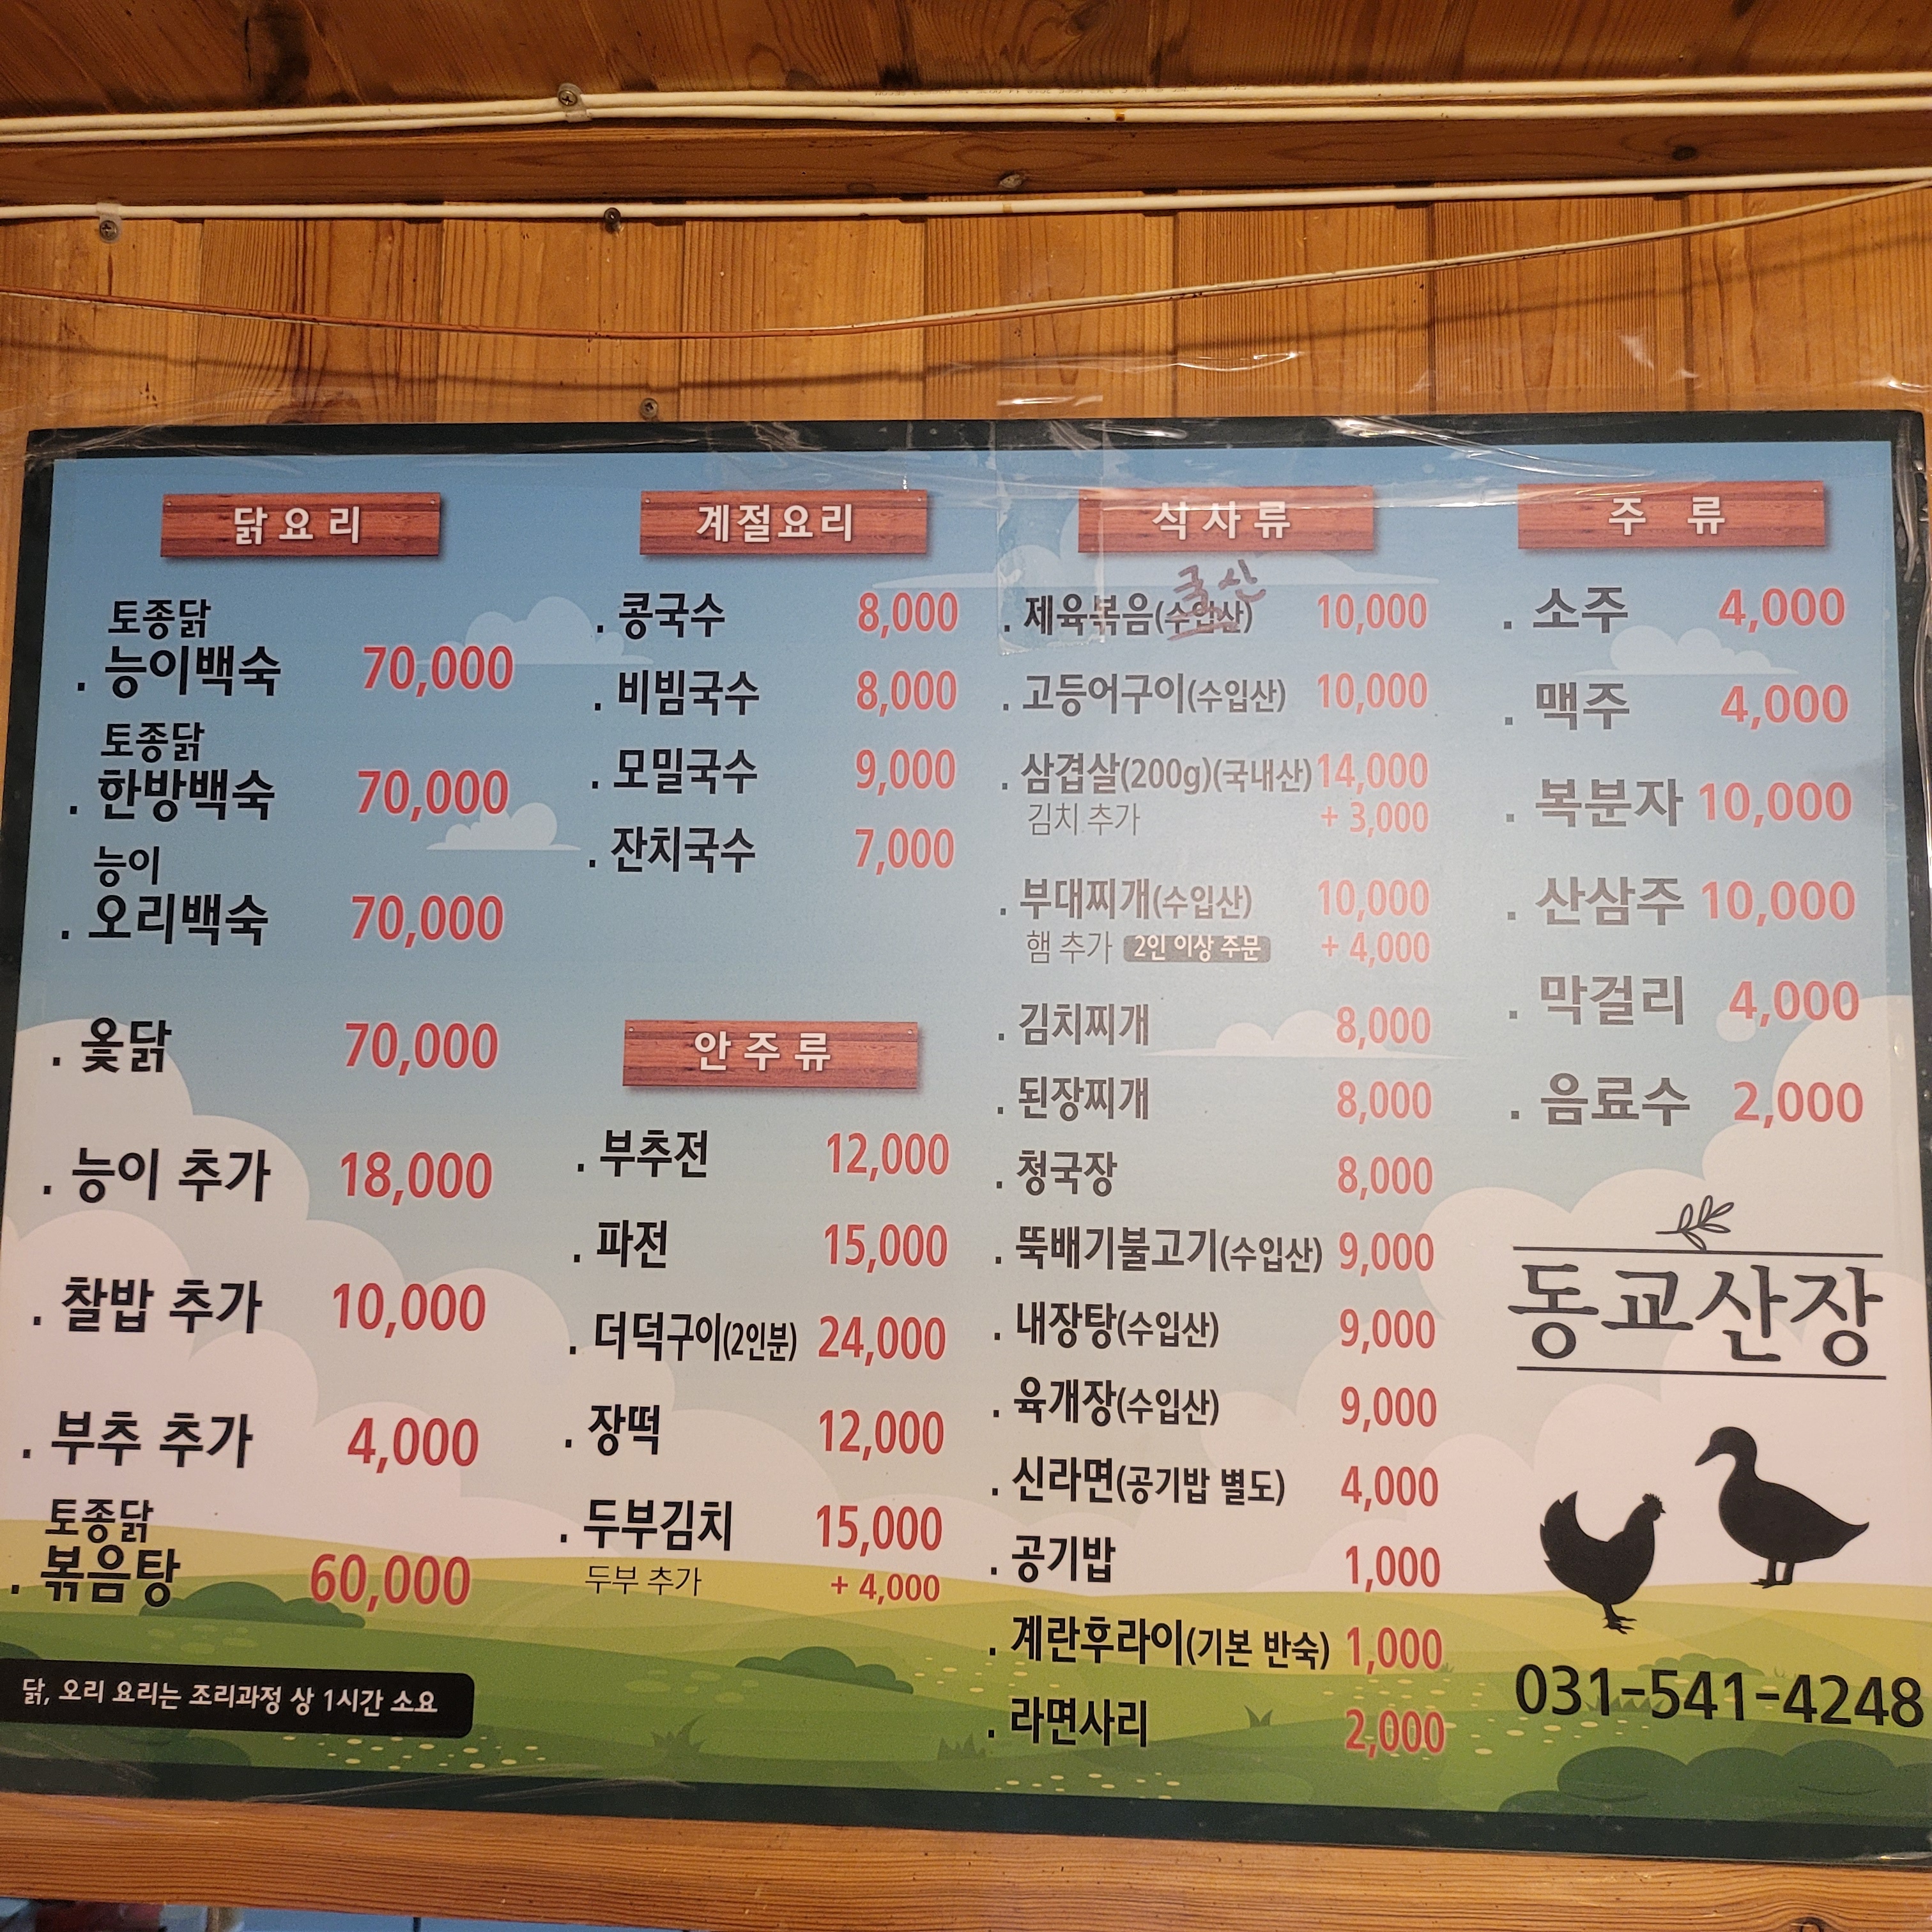 닭요리
토종닭
. 능이백숙 70,000
토종닭
. 한방백숙 70,000
능이
. 오리백숙 70,000
. 옻닭 70,000
. 능이 추가 18,000
. 찰밥 추가 10,000
. 부추 추가 4,000
토종닭
. 볶음탕 60,000
닭, 오리 요리는 조리과정 상 1시간 소요
계절요리
. 콩국수 8,000
. 비빔국수 8,000
. 모밀국수 9,000
. 잔치국수 7,000
안주류
. 부추전 12,000
. 파전 15,000
. 더덕구이(2인분) 24,000
. 장떡 12,000
. 두부김치 15,000
두부 추가 + 4,000
식사류
국산
. 제육볶음(수입산) 10,000
. 고등어구이(수입산) 10,000
. 삼겹살(200g)(국내산) 14,000
김치 추가 + 3,000
. 부대찌개(수입산) 10,000
햄 추가 2인 이상 주문 + 4,000
. 김치찌개 8,000
. 된장찌개 8,000
. 청국장 8,000
. 뚝배기불고기(수입산) 9,000
. 내장탕(수입산) 9,000
. 육개장(수입산) 9,000
. 신라면(공기밥 별도) 4,000
. 공기밥 1,000
. 계란후라이(기본 반숙) 1,000
. 라면사리 2,000
주 류
. 소주 4,000
. 맥주 4,000
. 복분자 10,000
. 산삼주 10,000
. 막걸리 4,000
. 음료수 2,000
동교산장
031-541-4248